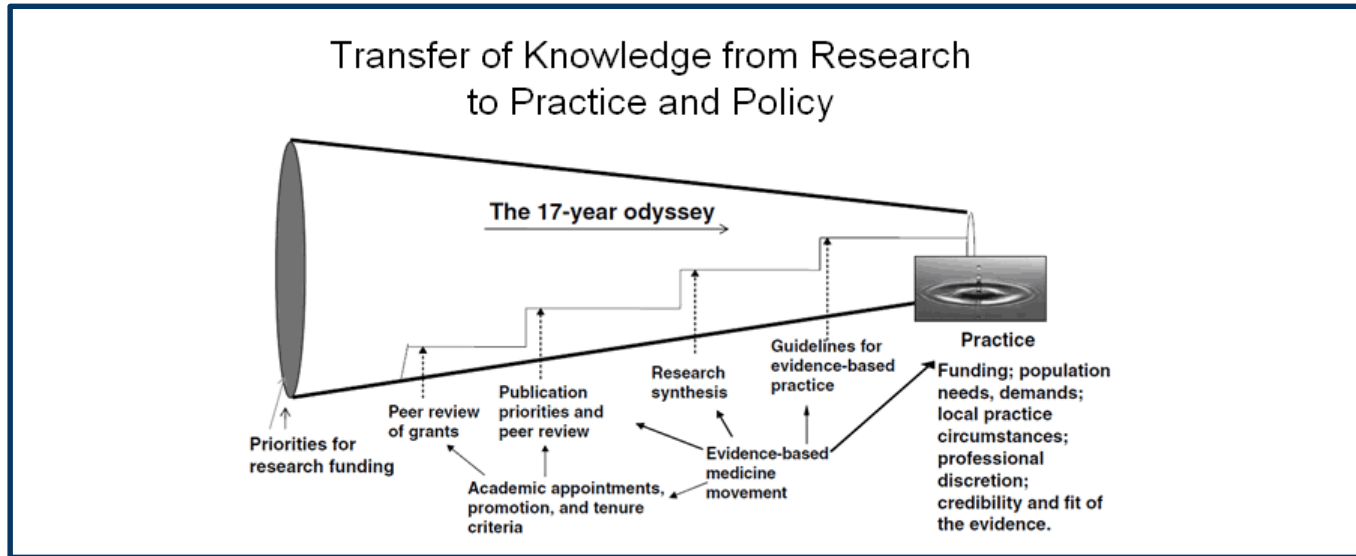 Transfer of Knowledge from Research
to Practice and Policy
The 17-year odyssey
Priorities for
research funding
Peer review
of grants
Publication
priorities and
peer review
Research
synthesis
Guidelines for
evidence-based
practice
Academic appointments,
promotion, and tenure
criteria
Evidence-based
medicine
movement
Practice
Funding; population
needs, demands;
local practice
circumstances;
professional
discretion;
credibility and fit of
the evidence.